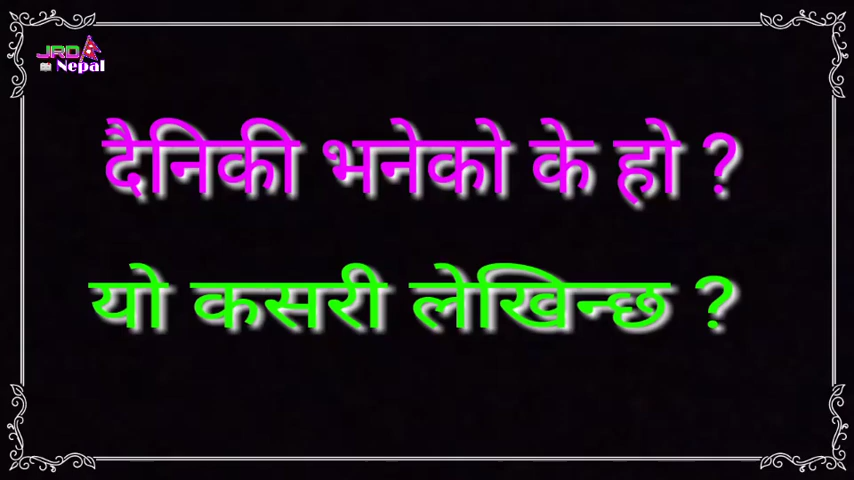 JRD
Nepal
दैनिकी भनेको के हो ?
यो कसरी लेखिन्छ ?